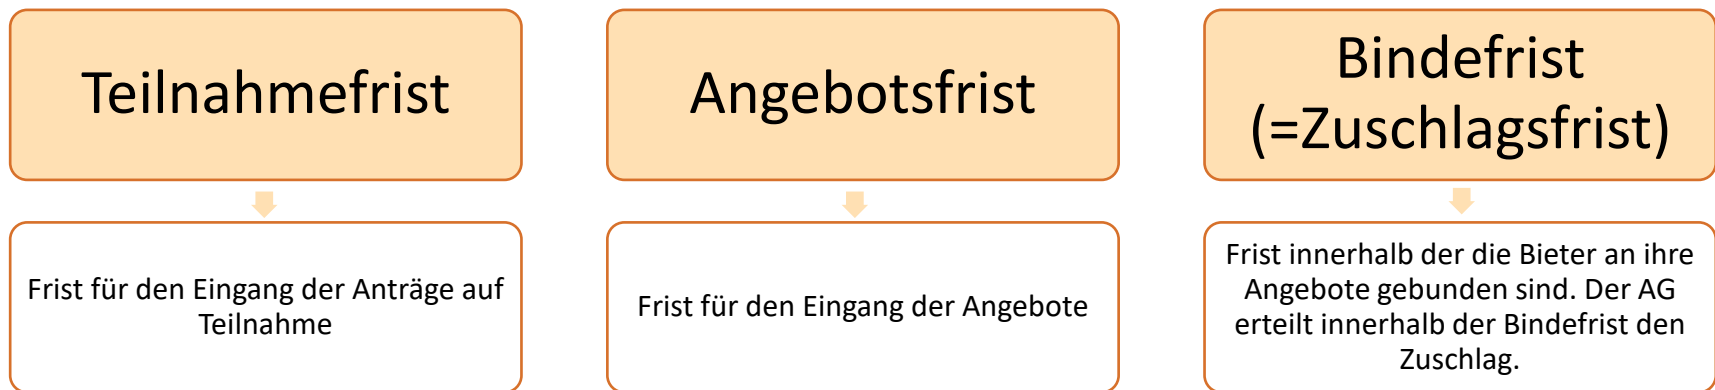 Teilnahmefrist
Frist für den Eingang der Anträge auf
Teilnahme
Angebotsfrist
Frist für den Eingang der Angebote
Bindefrist
(=Zuschlagsfrist)
Frist innerhalb der die Bieter an ihre
Angebote gebunden sind. Der AG
erteilt innerhalb der Bindefrist den
Zuschlag.